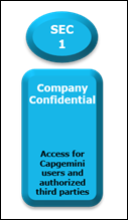 SEC
1
Company
Confidential
Access for
Capgemini
users and
authorized
third parties